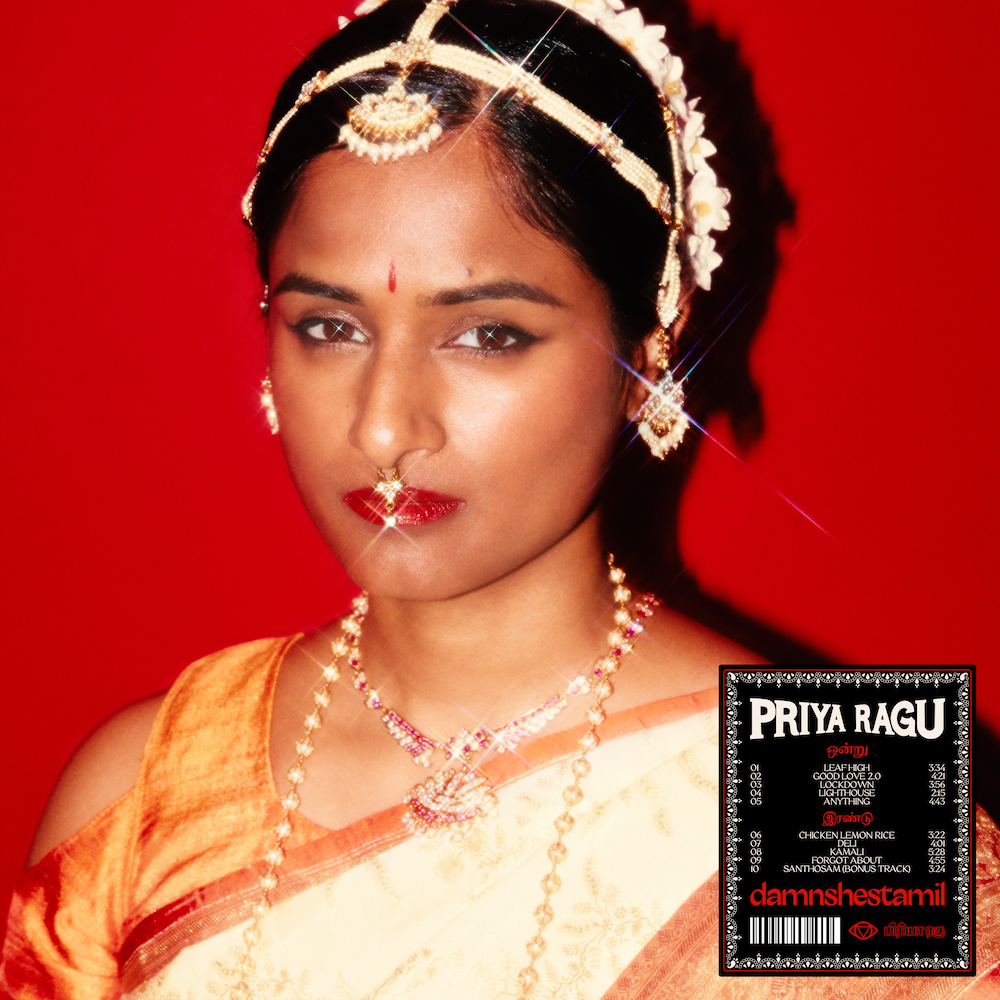 PRIYA RAGU
ஒன்று
01 LEAF HIGH 3:34
02 GOOD LOVE 2.0 4:21
03 LOCKDOWN 3:56
04 LIGHTHOUSE 2:15
05 ANYTHING 4:43
இரண்டு
06 CHICKEN LEMON RICE 3:22
07 DELI 4:01
08 KAMALI 5:28
09 FORGOT ABOUT 4:55
10 SANTHOSAM (BONUS TRACK) 3:24
damnshestamil
பிரியா ரகு